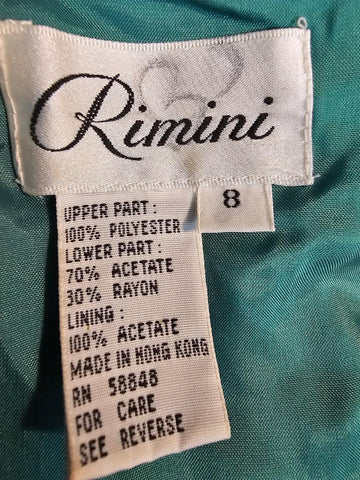 Rimini
8
UPPER PART :
100% POLYESTER
LOWER PART :
70% ACETATE
30% RAYON
LINING :
100% ACETATE
MADE IN HONG KONG
RN 58848
FOR CARE
SEE REVERSE